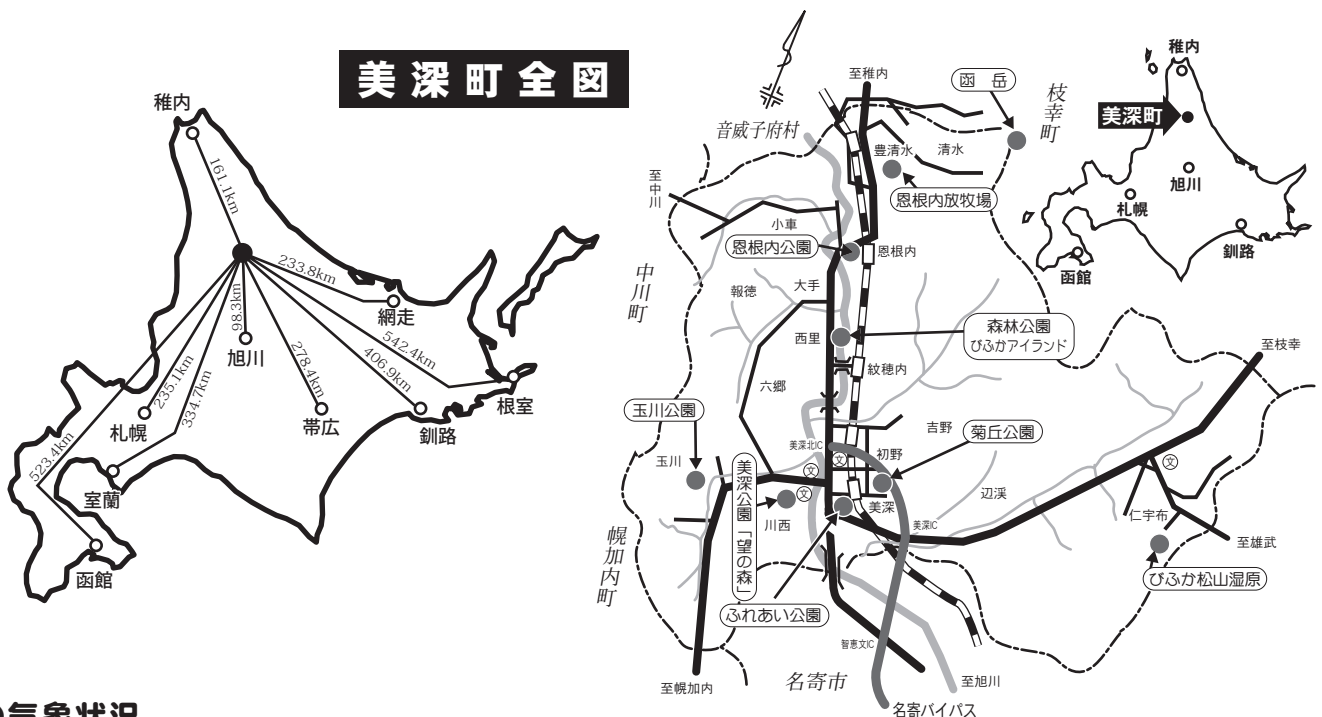 美深町全図
稚内
161.1km
233.8km
網走
98.3km
旭川
278.4km
帯広
406.9km
釧路
542.4km
根室
235.1km
札幌
334.7km
室蘭
523.4km
函館
至稚内
函岳
枝幸町
音威子府村
豊清水
清水
恩根内放牧場
至中川
小車
恩根内公園
恩根内
中川町
報徳
大手
西里
森林公園
びふかアイランド
紋穂内
六郷
至枝幸
玉川公園
玉川
美深北IC
初野
吉野
菊丘公園
文
文
文
文
美深公園「望の森」
川西
美深
美深IC
辺渓
仁宇布
至雄武
びふか松山湿原
ふれあい公園
幌加内町
智恵文IC
至幌加内
名寄市
至旭川
名寄バイパス
稚内
美深町
旭川
札幌
釧路
函館
の気象状況